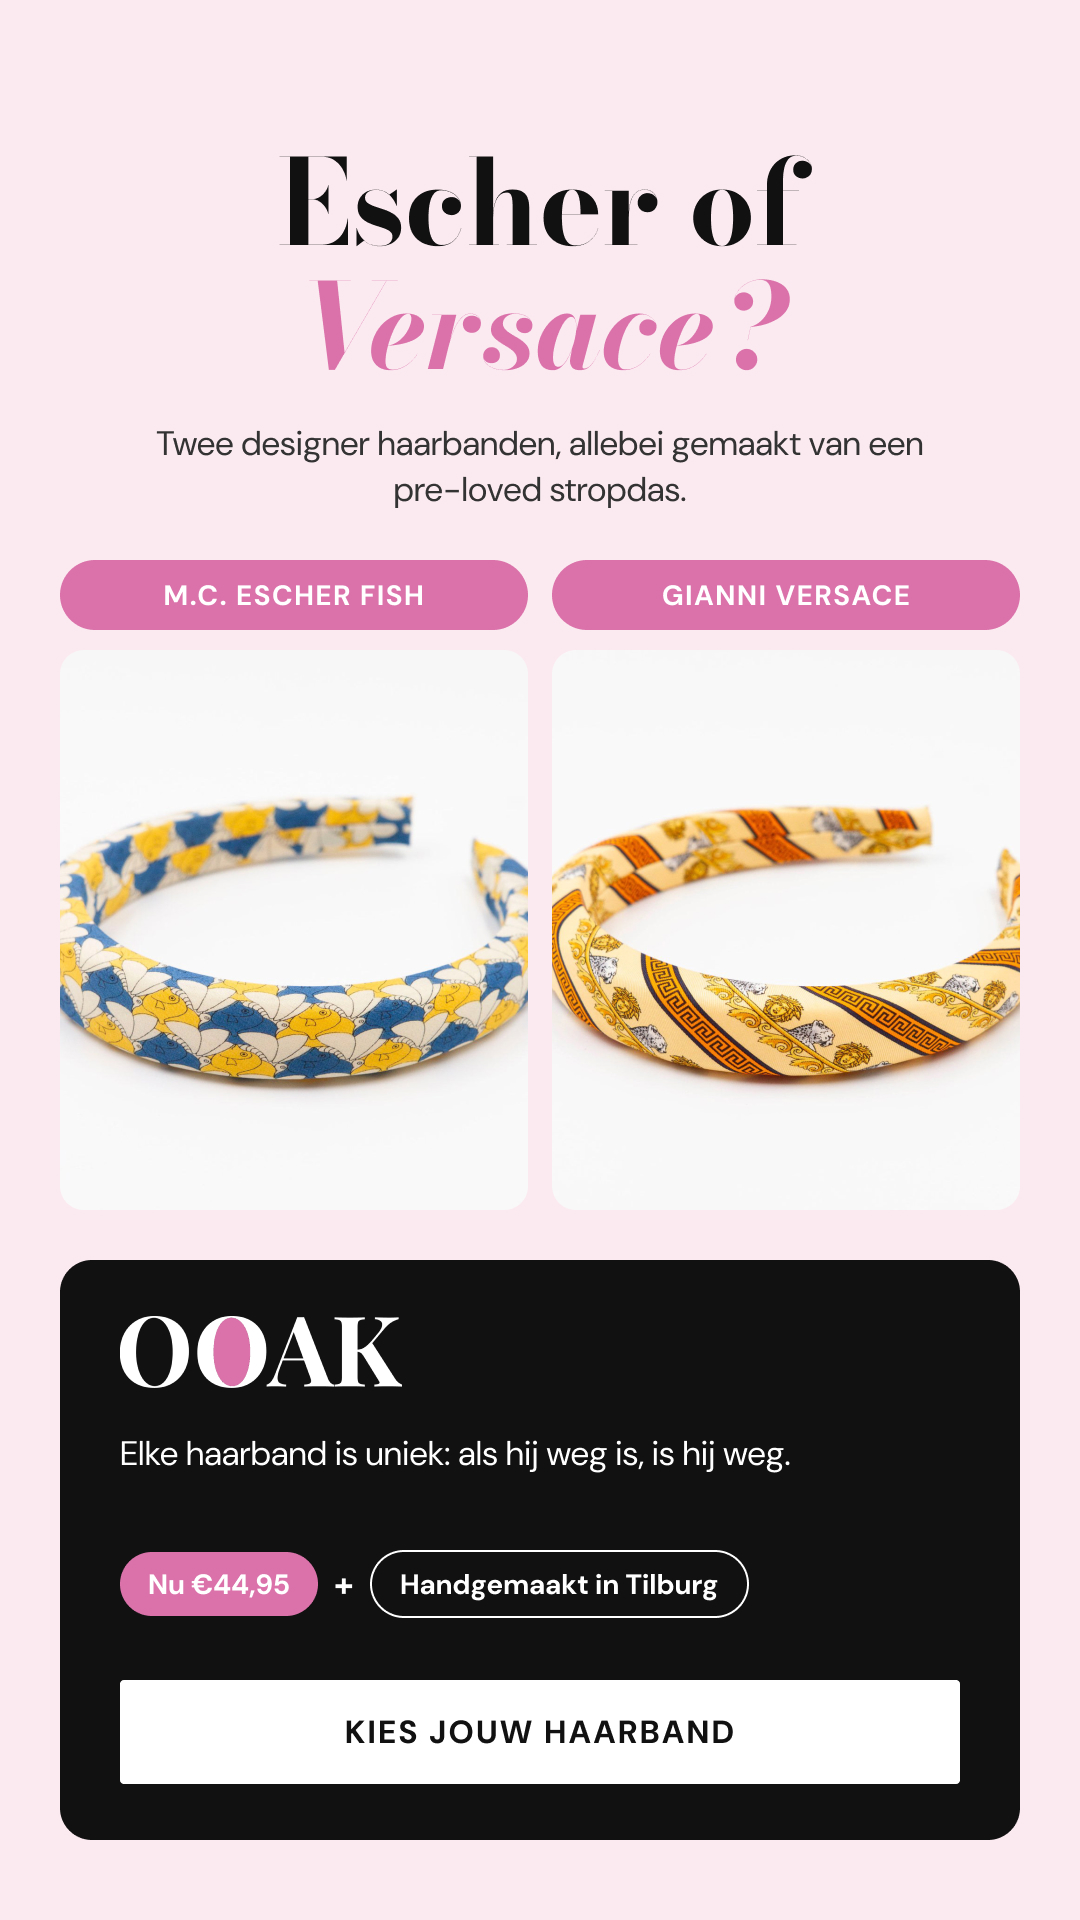 Escher of
Versace?
Twee designer haarbanden, allebei gemaakt van een
pre-loved stropdas.
M.C. ESCHER FISH
GIANNI VERSACE
OOAK
Elke haarband is uniek: als hij weg is, is hij weg.
Nu €44,95 + Handgemaakt in Tilburg
KIES JOUW HAARBAND